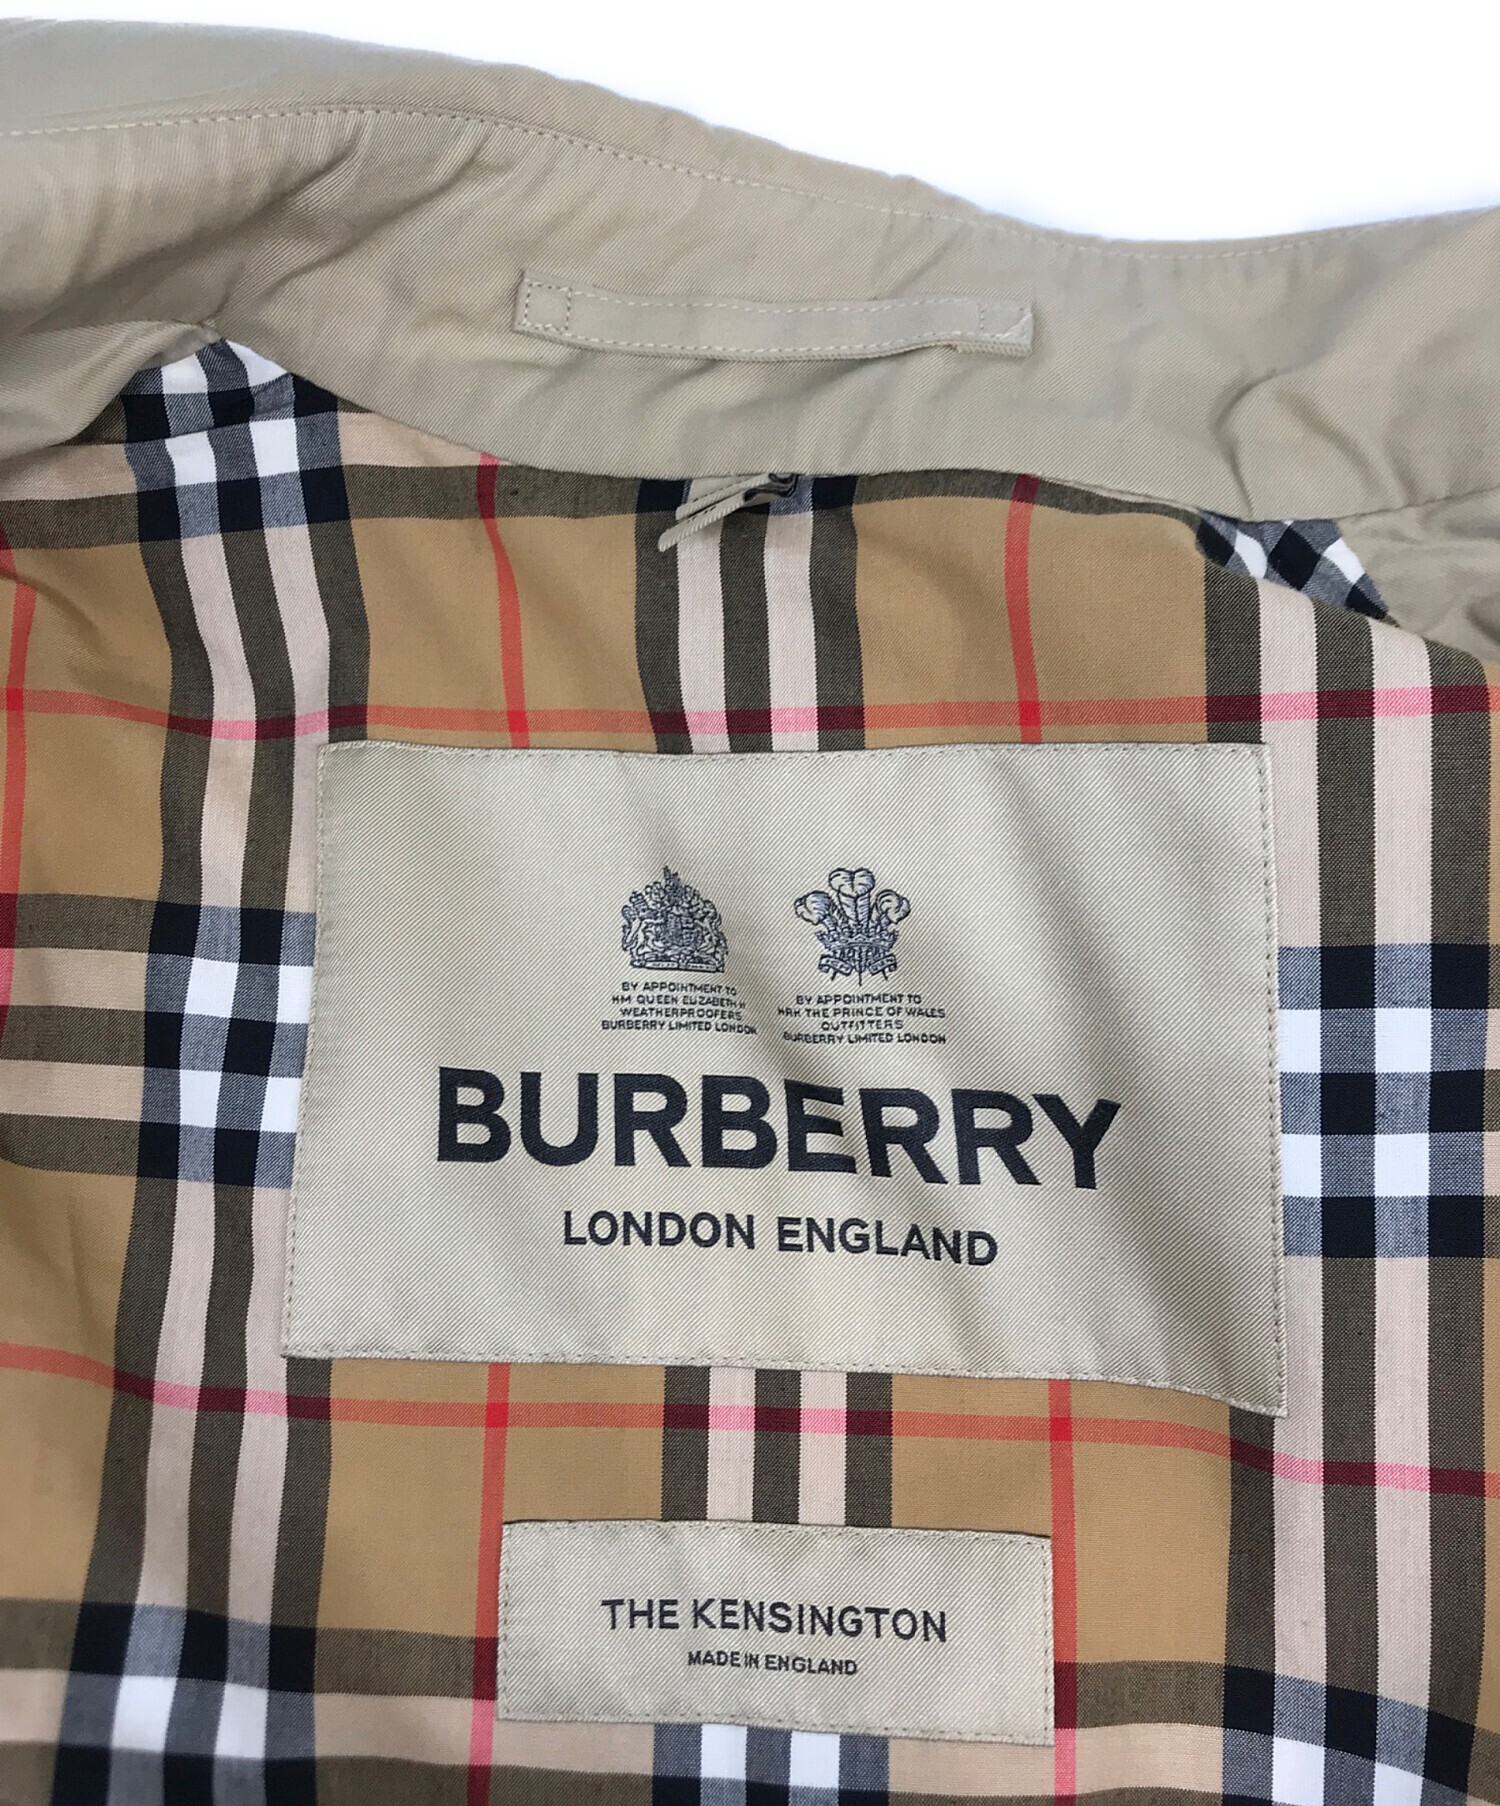 BY APPOINTMENT TO
HM QUEEN ELIZABETH II
WEATHERPROOFERS
BURBERRY LIMITED LONDON
BY APPOINTMENT TO
HRH THE PRINCE OF WALES
OUTFITTERS
BURBERRY LIMITED LONDON
BURBERRY
LONDON ENGLAND
THE KENSINGTON
MADE IN ENGLAND